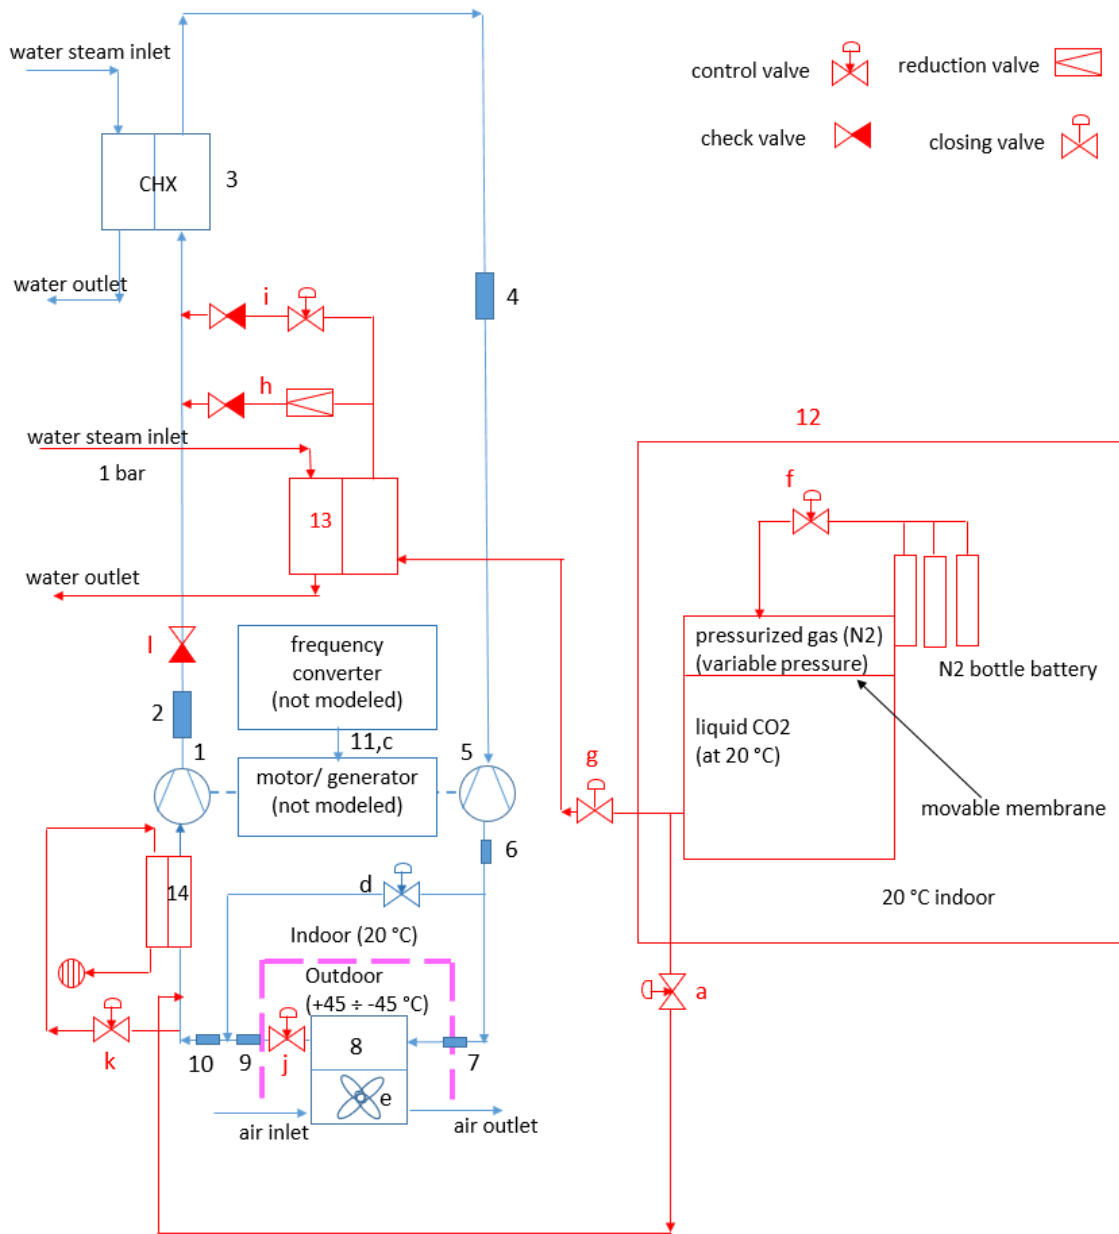 water steam inlet
control valve
reduction valve
check valve
closing valve
CHX
3
water outlet
i
4
h
water steam inlet
1 bar
12
f
13
water outlet
pressurized gas (N2)
(variable pressure)
N2 bottle battery
l
frequency
converter
(not modeled)
2
liquid CO2
(at 20 °C)
1
11,c
5
g
motor/ generator
(not modeled)
movable membrane
6
14
d
20 °C indoor
Indoor (20 °C)
Outdoor
(+45 ÷ -45 °C)
a
k
10
9
j
8
7
e
air inlet
air outlet